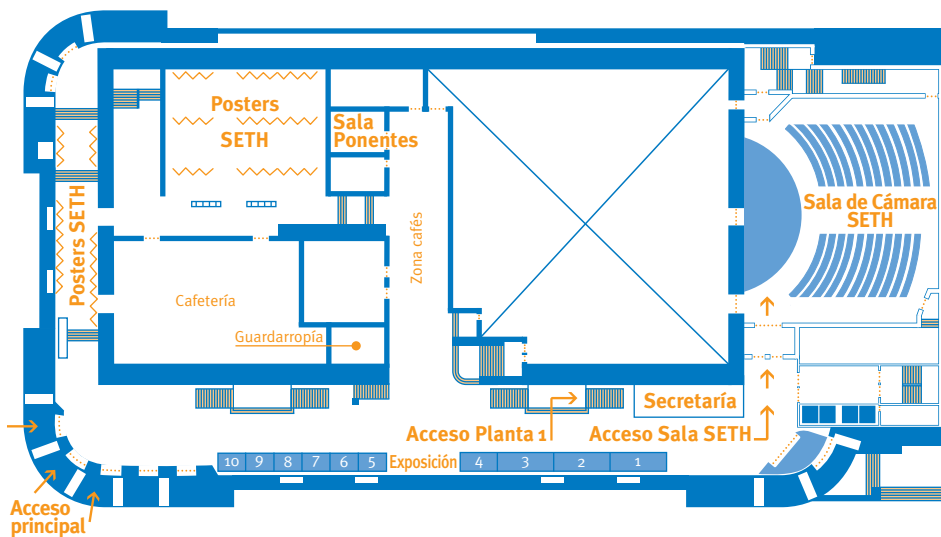 Posters
SETH
Sala
Ponentes
Posters SETH
Zona cafés
Sala de Cámara
SETH
Cafetería
Guardarropía
Secretaría
Acceso Planta 1
Acceso Sala SETH
10 9 8 7 6 5 Exposición 4 3 2 1
Acceso
principal